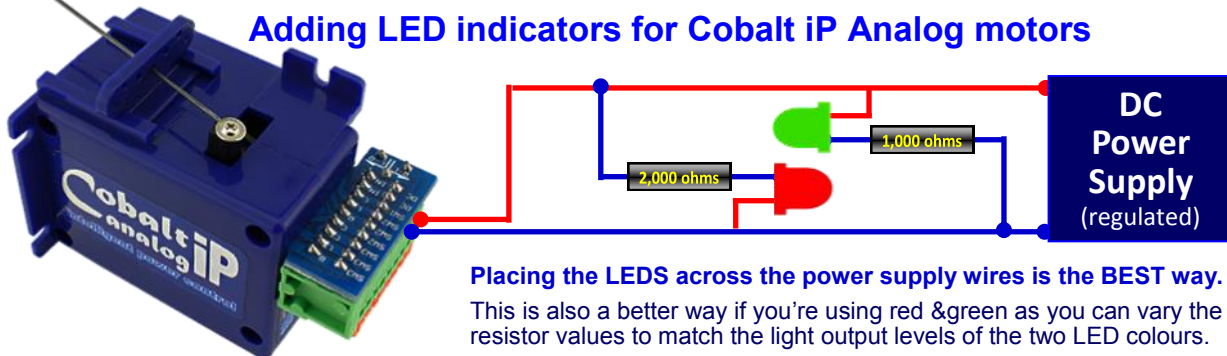 Adding LED indicators for Cobalt iP Analog motors
DC
Power
Supply
(regulated)
1,000 ohms
2,000 ohms
Cobalt iP
analog
intelligent power control
Placing the LEDS across the power supply wires is the BEST way.
This is also a better way if you're using red &green as you can vary the
resistor values to match the light output levels of the two LED colours.